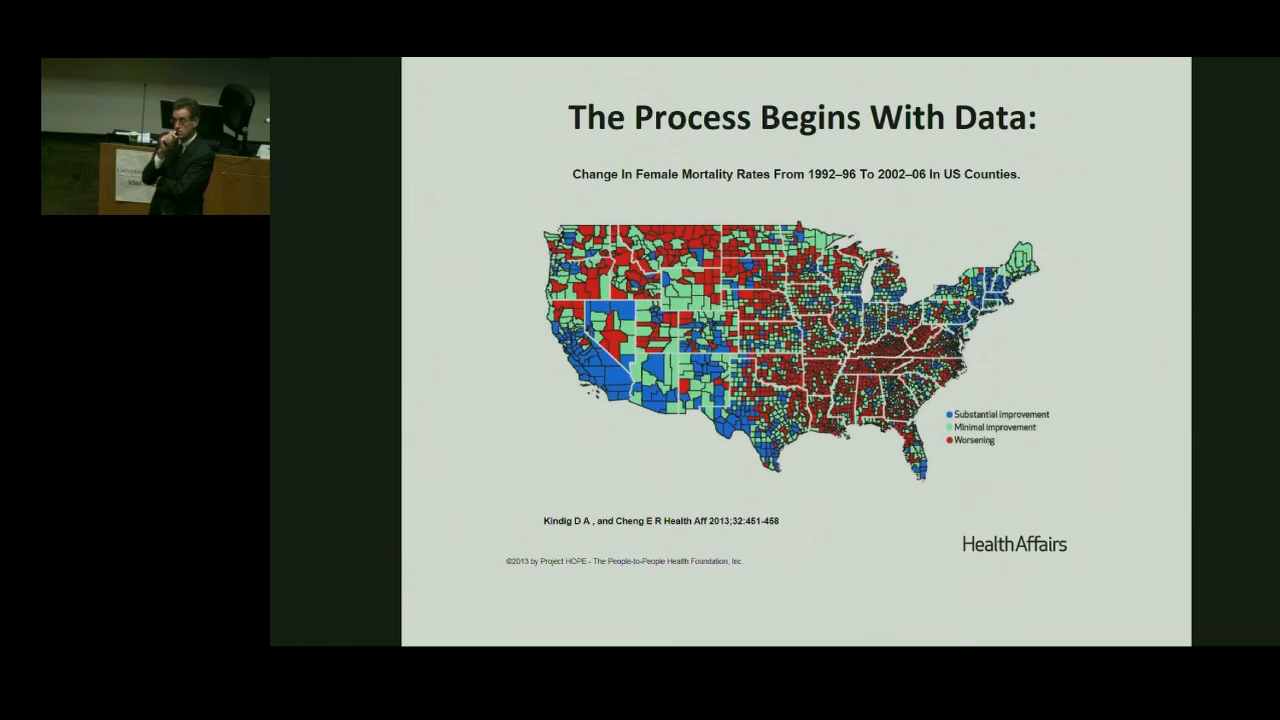 The Process Begins With Data:
Change In Female Mortality Rates From 1992–96 To 2002–06 In US Counties.
Substantial improvement
Minimal improvement
Worsening
Kindig D A , and Cheng E R Health Aff 2013;32:451-458
HealthAffairs
©2013 by Project HOPE - The People-to-People Health Foundation, Inc.